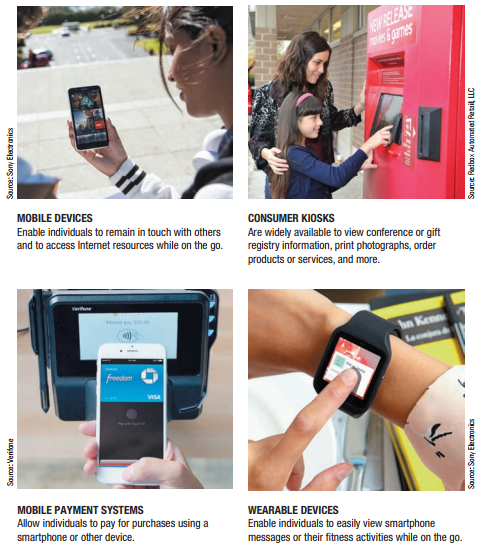 Source: Sony Electronics
NEW RELEASE
movies & games
Source: Redbox Automated Retail, LLC
MOBILE DEVICES
Enable individuals to remain in touch with others
and to access Internet resources while on the go.
CONSUMER KIOSKS
Are widely available to view conference or gift
registry information, print photographs, order
products or services, and more.
Verifone
freedom
VISA
Pay with Touch ID
Source: Verifone
Source: Sony Electronics
MOBILE PAYMENT SYSTEMS
Allow individuals to pay for purchases using a
smartphone or other device.
WEARABLE DEVICES
Enable individuals to easily view smartphone
messages or their fitness activities while on the go.